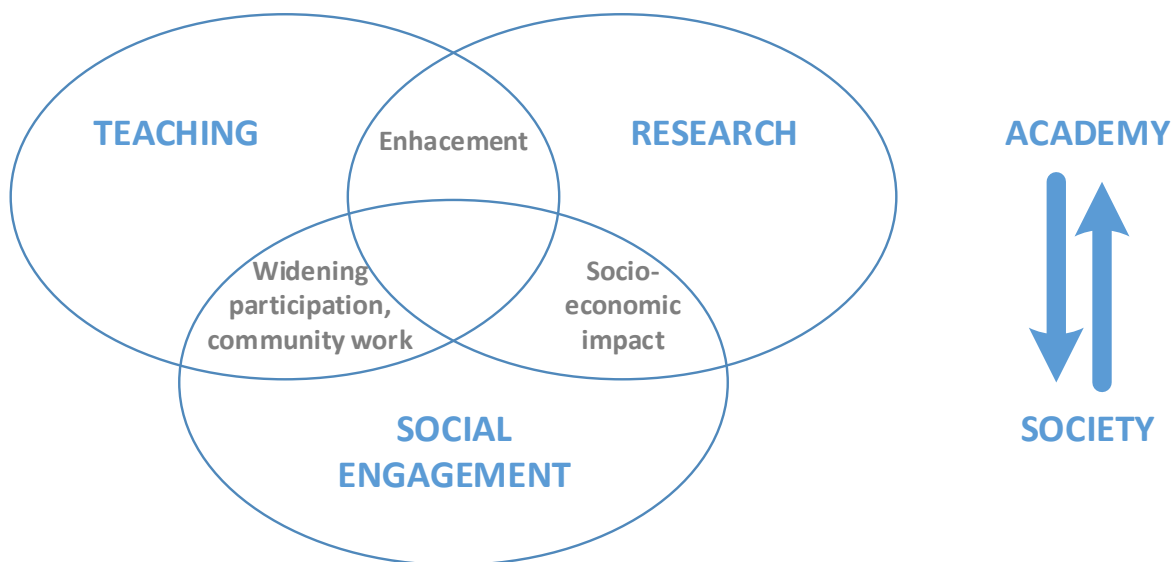 TEACHING
Enhacement
RESEARCH
ACADEMY
Widening
participation,
community work
Socio-
economic
impact
SOCIAL
ENGAGEMENT
SOCIETY